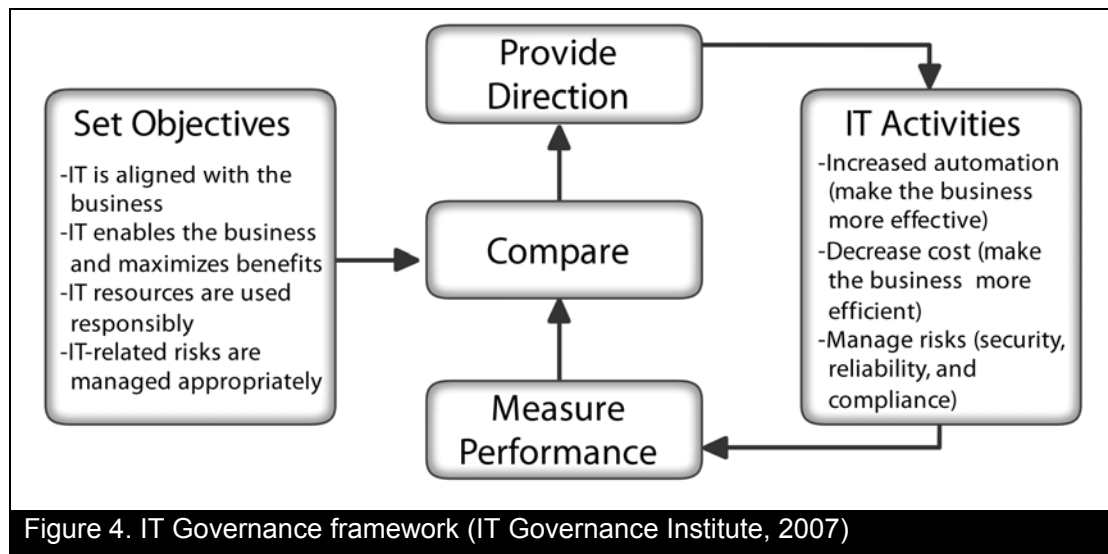 Set Objectives
-IT is aligned with the
business
-IT enables the business
and maximizes benefits
-IT resources are used
responsibly
-IT-related risks are
managed appropriately
Provide
Direction
Compare
Measure
Performance
IT Activities
-Increased automation
(make the business
more effective)
-Decrease cost (make
the business more
efficient)
-Manage risks (security,
reliability, and
compliance)
Figure 4. IT Governance framework (IT Governance Institute, 2007)